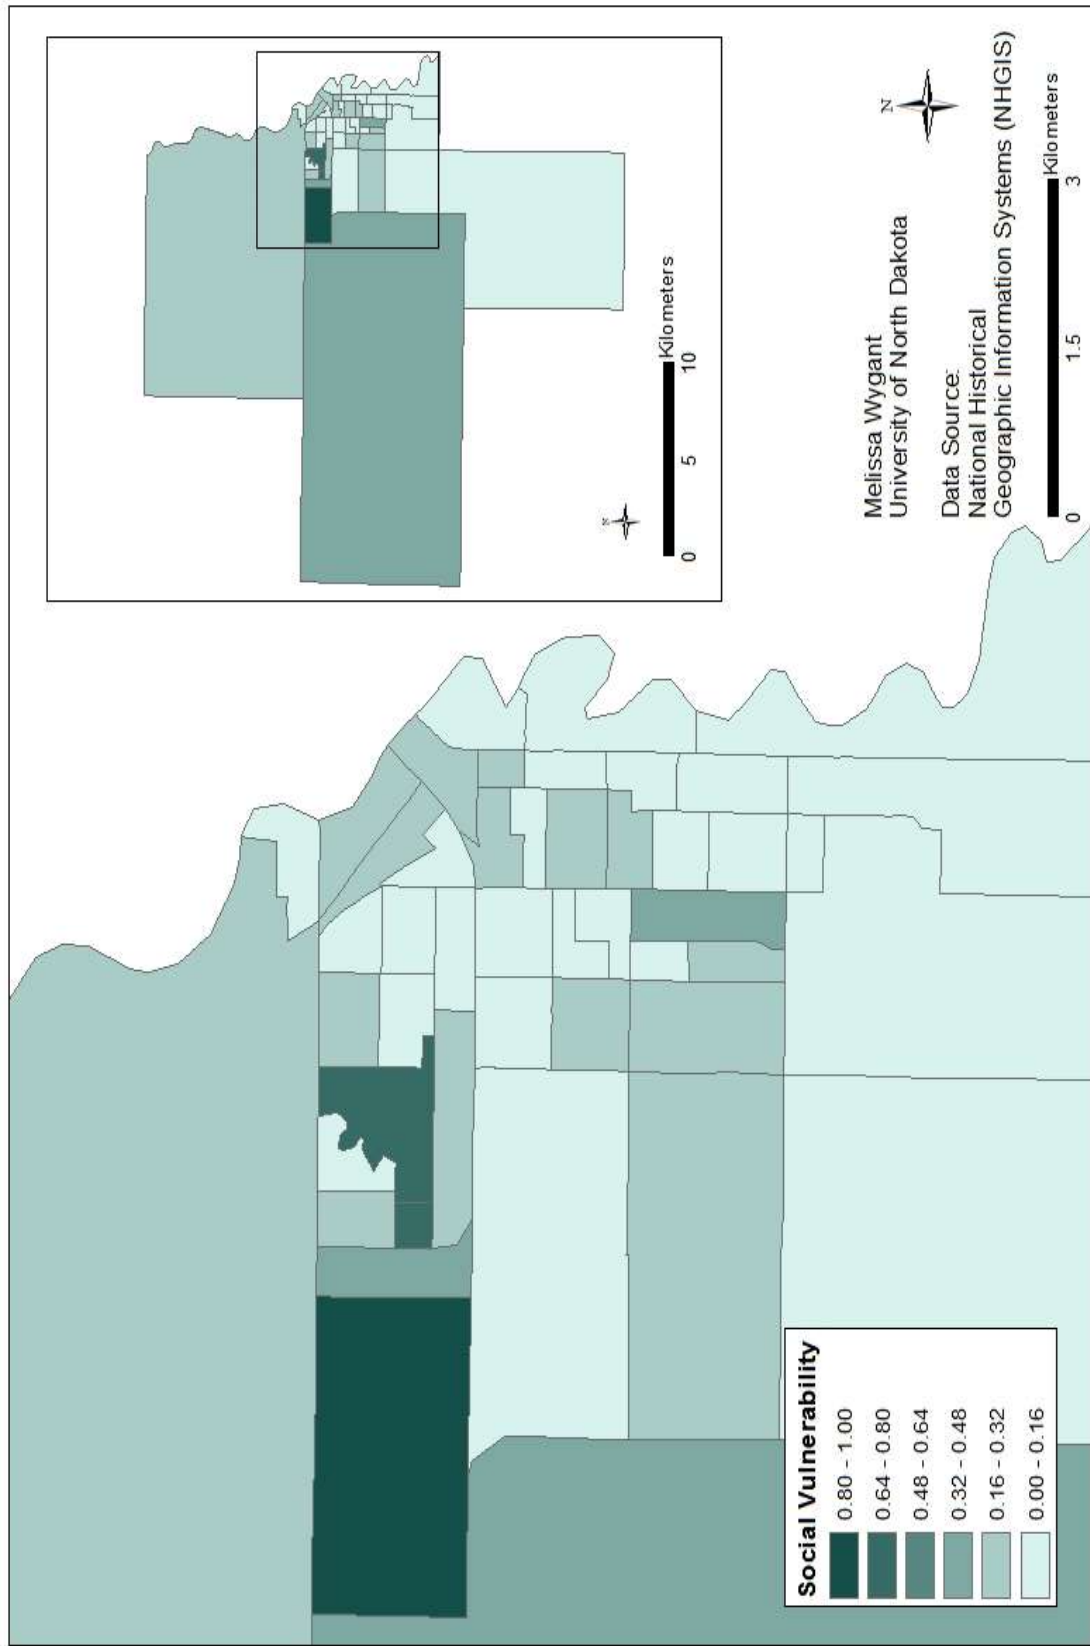 N
0
5
10
Kilometers
N
Melissa Wygant
University of North Dakota
Data Source:
National Historical
Geographic Information Systems (NHGIS)
0
1.5
3
Kilometers
Social Vulnerability
0.80 - 1.00
0.64 - 0.80
0.48 - 0.64
0.32 - 0.48
0.16 - 0.32
0.00 - 0.16